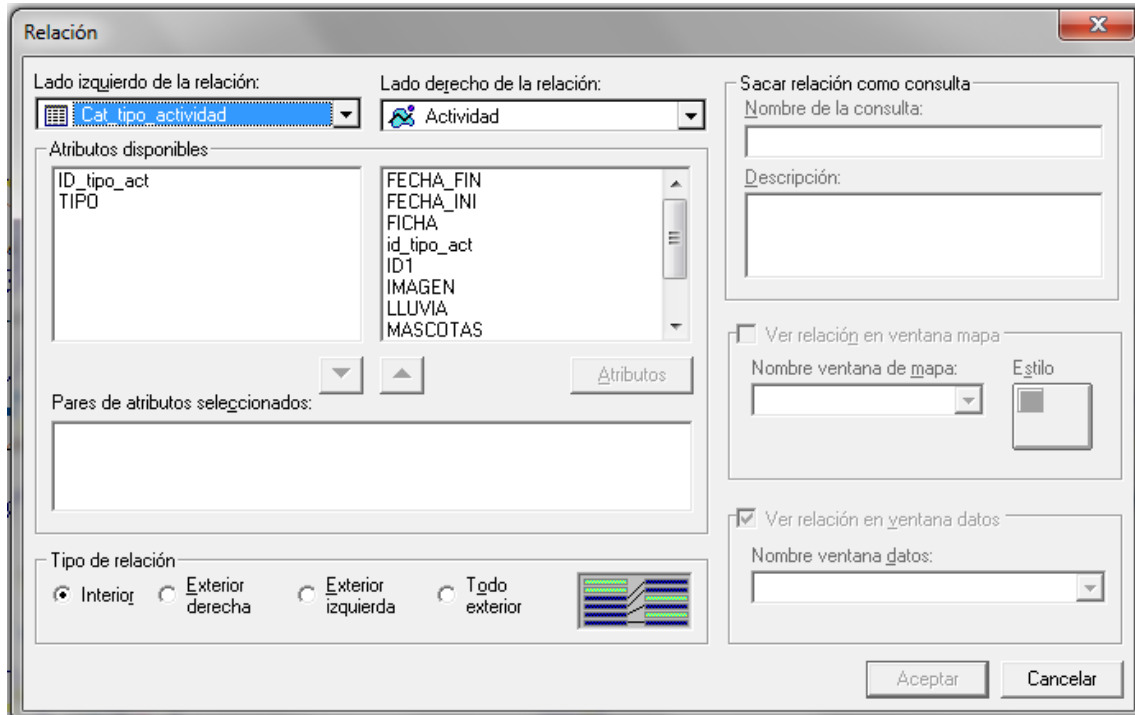 Relación
Lado izquierdo de la relación:
Cat_tipo_actividad
Lado derecho de la relación:
Actividad
Atributos disponibles
ID_tipo_act
TIPO
FECHA_FIN
FECHA_INI
FICHA
id_tipo_act
ID1
IMAGEN
LLUVIA
MASCOTAS
Atributos
Pares de atributos seleccionados:
Tipo de relación
Interior
Exterior
derecha
Exterior
izquierda
Todo
exterior
Sacar relación como consulta
Nombre de la consulta:
Descripción:
Ver relación en ventana mapa
Nombre ventana de mapa:
Estilo
Ver relación en ventana datos
Nombre ventana datos:
Aceptar
Cancelar